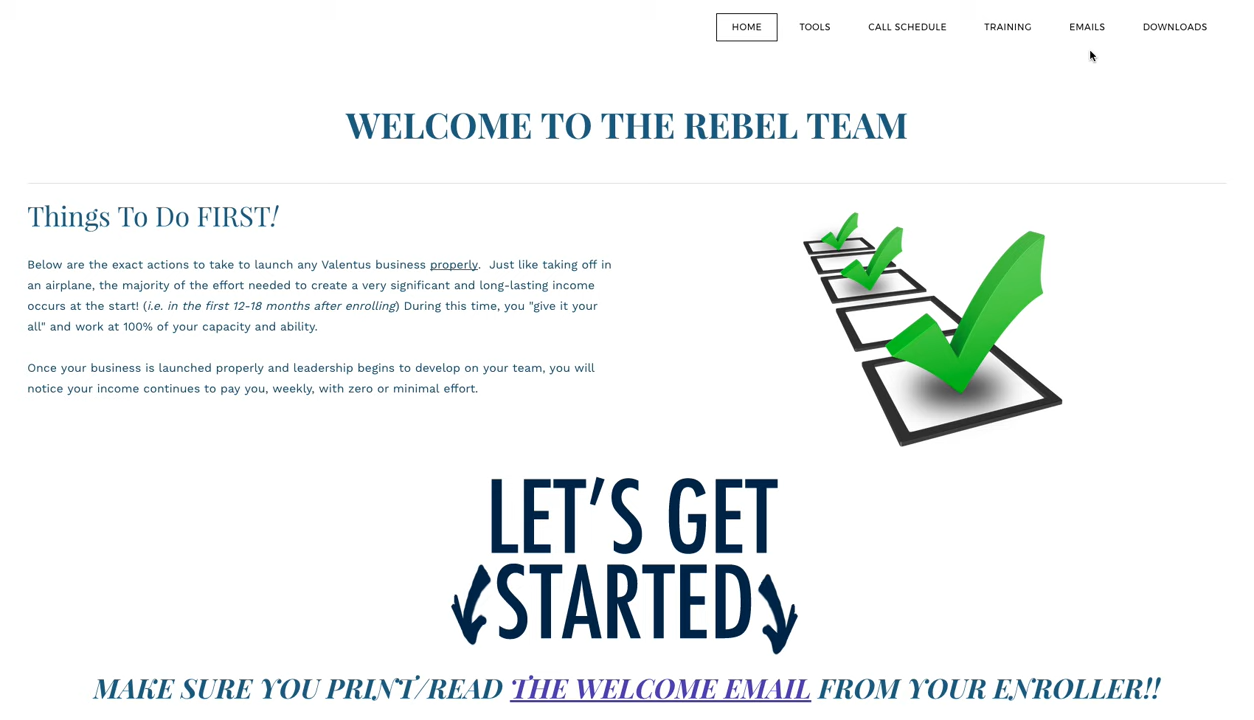 HOME TOOLS CALL SCHEDULE TRAINING EMAILS DOWNLOADS
WELCOME TO THE REBEL TEAM
Things To Do FIRST!
Below are the exact actions to take to launch any Valentus business properly.  Just like taking off in
an airplane, the majority of the effort needed to create a very significant and long-lasting income
occurs at the start! (i.e. in the first 12-18 months after enrolling) During this time, you "give it your
all" and work at 100% of your capacity and ability.
Once your business is launched properly and leadership begins to develop on your team, you will
notice your income continues to pay you, weekly, with zero or minimal effort.
LET'S GET
STARTED
MAKE SURE YOU PRINT/READ THE WELCOME EMAIL FROM YOUR ENROLLER!!